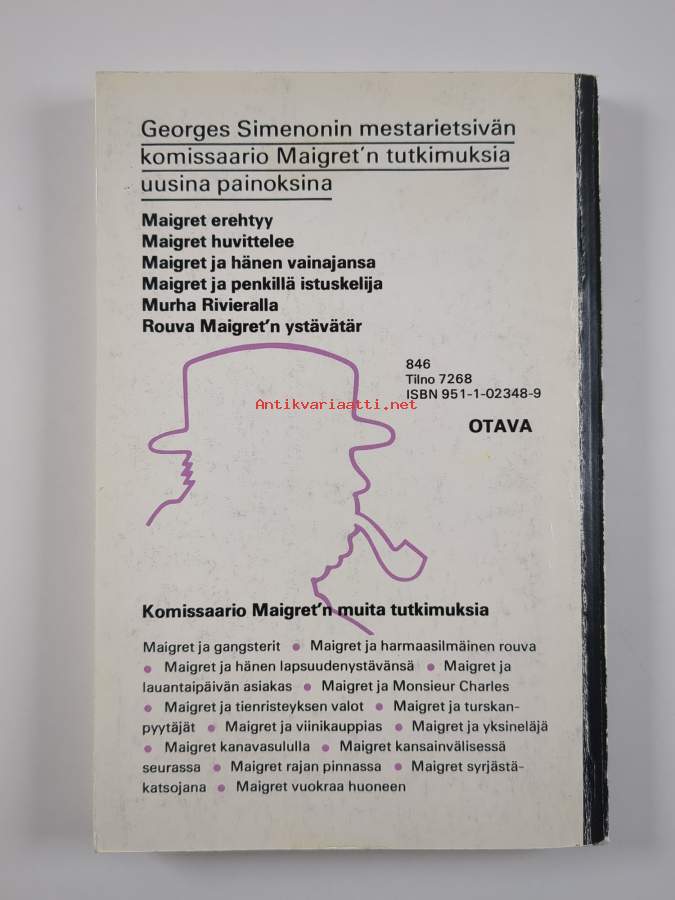 Georges Simenonin mestarietsivän
komissaario Maigret'n tutkimuksia
uusina painoksina
Maigret erehtyy
Maigret huvittelee
Maigret ja hänen vainajansa
Maigret ja penkillä istuskelija
Murha Rivieralla
Rouva Maigret'n ystävätär
846
Tilno 7268
ISBN 951-1-02348-9
Antikvariaatti.net
OTAVA
Komissaario Maigret'n muita tutkimuksia
Maigret ja gangsterit • Maigret ja harmaasilmäinen rouva
• Maigret ja hänen lapsuudenystävänsä • Maigret ja
lauantaipäivän asiakas • Maigret ja Monsieur Charles
• Maigret ja tienristeyksen valot • Maigret ja turskan-
pyytäjät • Maigret ja viinikauppias • Maigret ja yksineläjä
• Maigret kanavasululla • Maigret kansainvälisessä
seurassa • Maigret rajan pinnassa • Maigret syrjästä-
katsojana • Maigret vuokraa huoneen